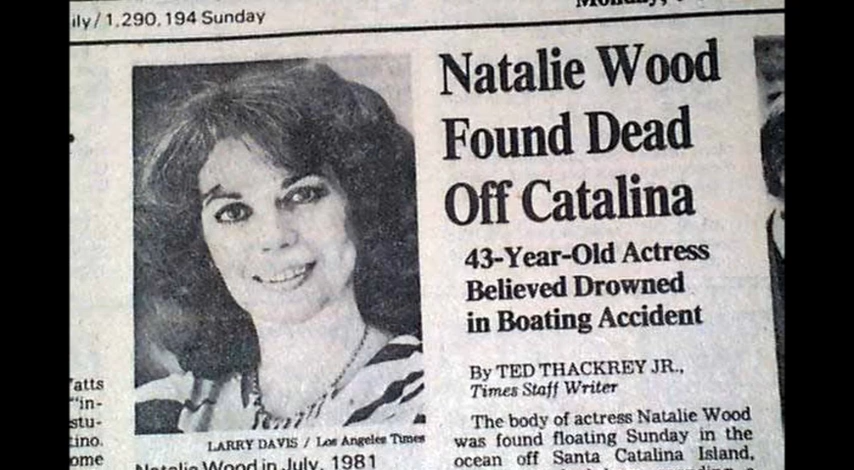 ily / 1,290,194 Sunday
Natalie Wood
Found Dead
Off Catalina
43-Year-Old Actress
Believed Drowned
in Boating Accident
By TED THACKREY JR.,
Times Staff Writer
The body of actress Natalie Wood
was found floating Sunday in the
ocean off Santa Catalina Island,
LARRY DAVIS / Los Angeles Times
Natalie Wood in July, 1981
atts
"in-
stu-
tino.
ome